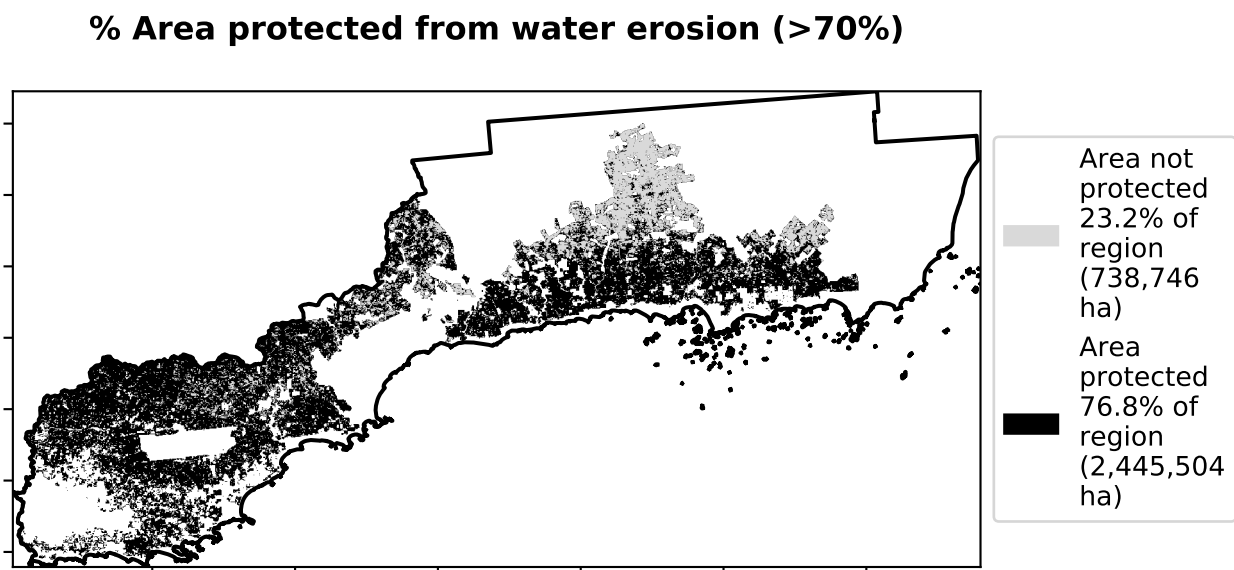 % Area protected from water erosion (>70%)
Area not
protected
23.2% of
region
(738,746
ha)
Area
protected
76.8% of
region
(2,445,504
ha)